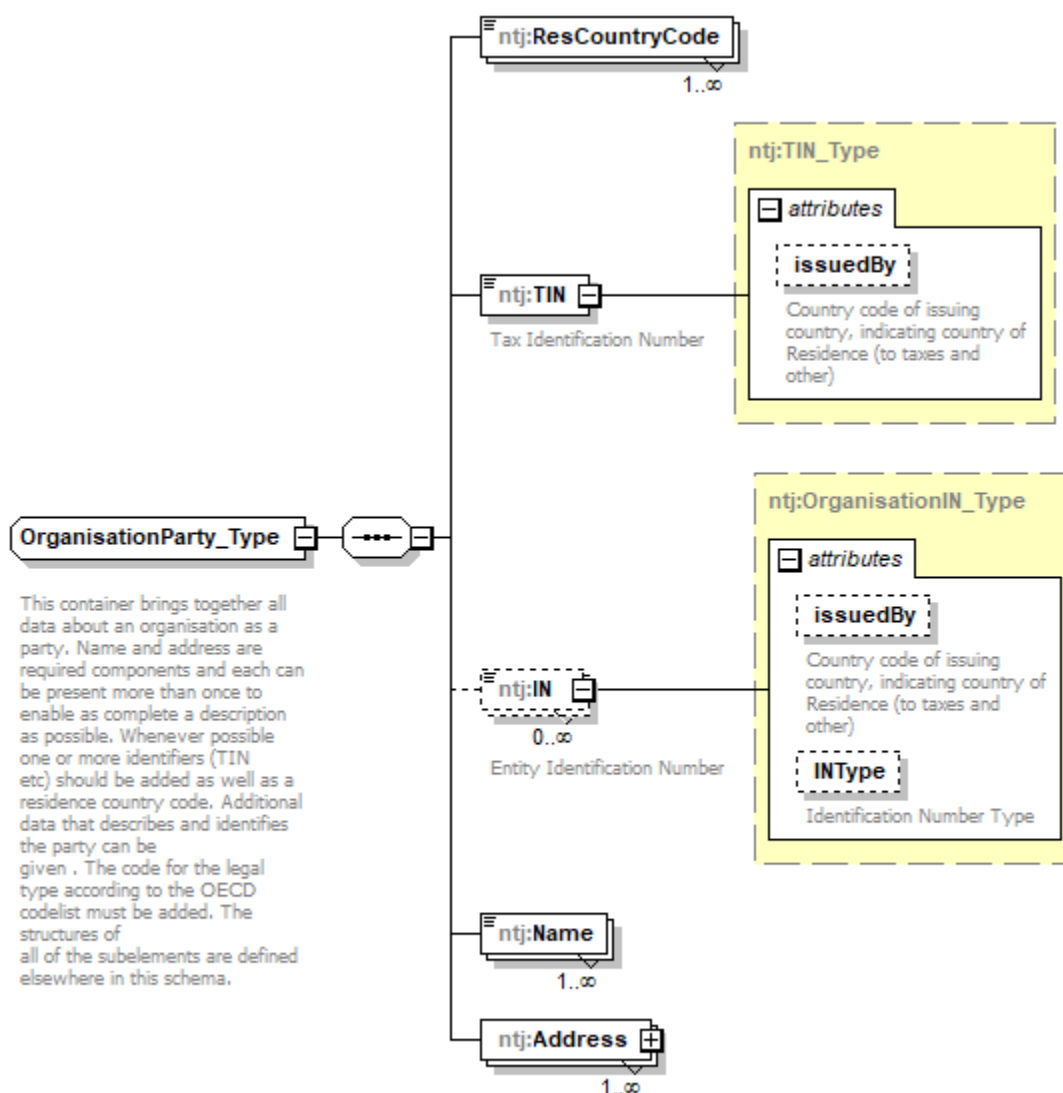 ntj:ResCountryCode
1..∞
ntj:TIN_Type
attributes
issuedBy
Country code of issuing
country, indicating country of
Residence (to taxes and
other)
ntj:TIN
Tax Identification Number
ntj:OrganisationIN_Type
attributes
issuedBy
Country code of issuing
country, indicating country of
Residence (to taxes and
other)
INType
Identification Number Type
OrganisationParty_Type
This container brings together all
data about an organisation as a
party. Name and address are
required components and each can
be present more than once to
enable as complete a description
as possible. Whenever possible
one or more identifiers (TIN
etc) should be added as well as a
residence country code. Additional
data that describes and identifies
the party can be
given . The code for the legal
type according to the OECD
codelist must be added. The
structures of
all of the subelements are defined
elsewhere in this schema.
ntj:IN
0..∞
Entity Identification Number
ntj:Name
1..∞
ntj:Address
1..∞